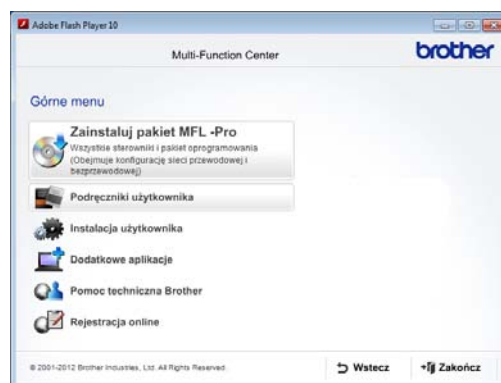 Adobe Flash Player 10
Multi-Function Center
brother
Górne menu
Zainstaluj pakiet MFL -Pro
Wszystkie sterowniki i pakiet oprogramowania
(Obejmuje konfigurację sieci przewodowej i
bezprzewodowej)
Podręczniki użytkownika
Instalacja użytkownika
Dodatkowe aplikacje
Pomoc techniczna Brother
Rejestracja online
© 2001-2012 Brother Industries, Ltd. All Rights Reserved.
Wstecz
Zakończ